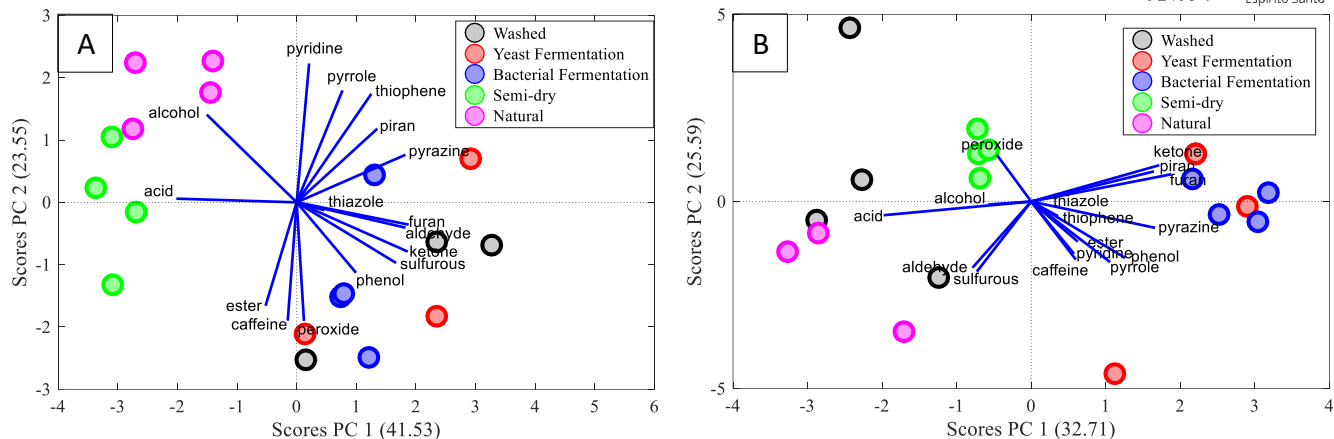 A
Washed
Yeast Fermentation
Bacterial Fermentation
Semi-dry
Natural
pyridine
pyrrole
thiophene
alcohol
piran
pyrazine
acid
thiazole
furan
aldehyde
ketone
sulfurous
phenol
ester
caffeine
peroxide
3
2
1
0
-1
-2
-3
-4
-3
-2
-1
0
1
2
3
4
5
6
Scores PC 2 (23.55)
Scores PC 1 (41.53)
Espírito Santo
B
Washed
Yeast Fermentation
Bacterial Fementation
Semi-dry
Natural
peroxide
ketone
piran
furan
alcohol
thiazole
acid
thiophene
pyrazine
ester
pyridine
phenol
aldehyde
caffeine
pyrrole
sulfurous
5
0
-5
-4
-3
-2
-1
0
1
2
3
4
Scores PC 2 (25.59)
Scores PC 1 (32.71)